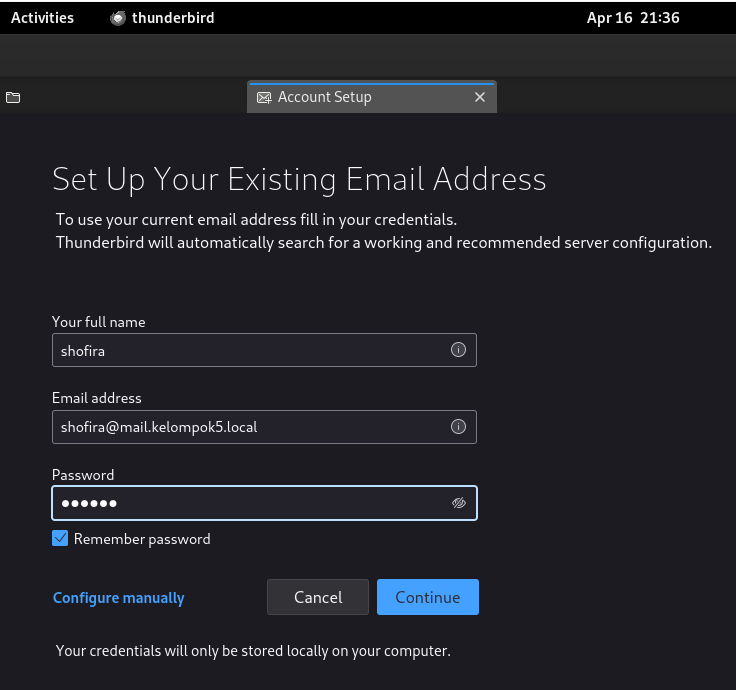 Activities thunderbird Apr 16 21:36
Account Setup
Set Up Your Existing Email Address
To use your current email address fill in your credentials.
Thunderbird will automatically search for a working and recommended server configuration.
Your full name
shofira
Email address
shofira@mail.kelompok5.local
Password
●●●●●●
Remember password
Configure manually Cancel Continue
Your credentials will only be stored locally on your computer.